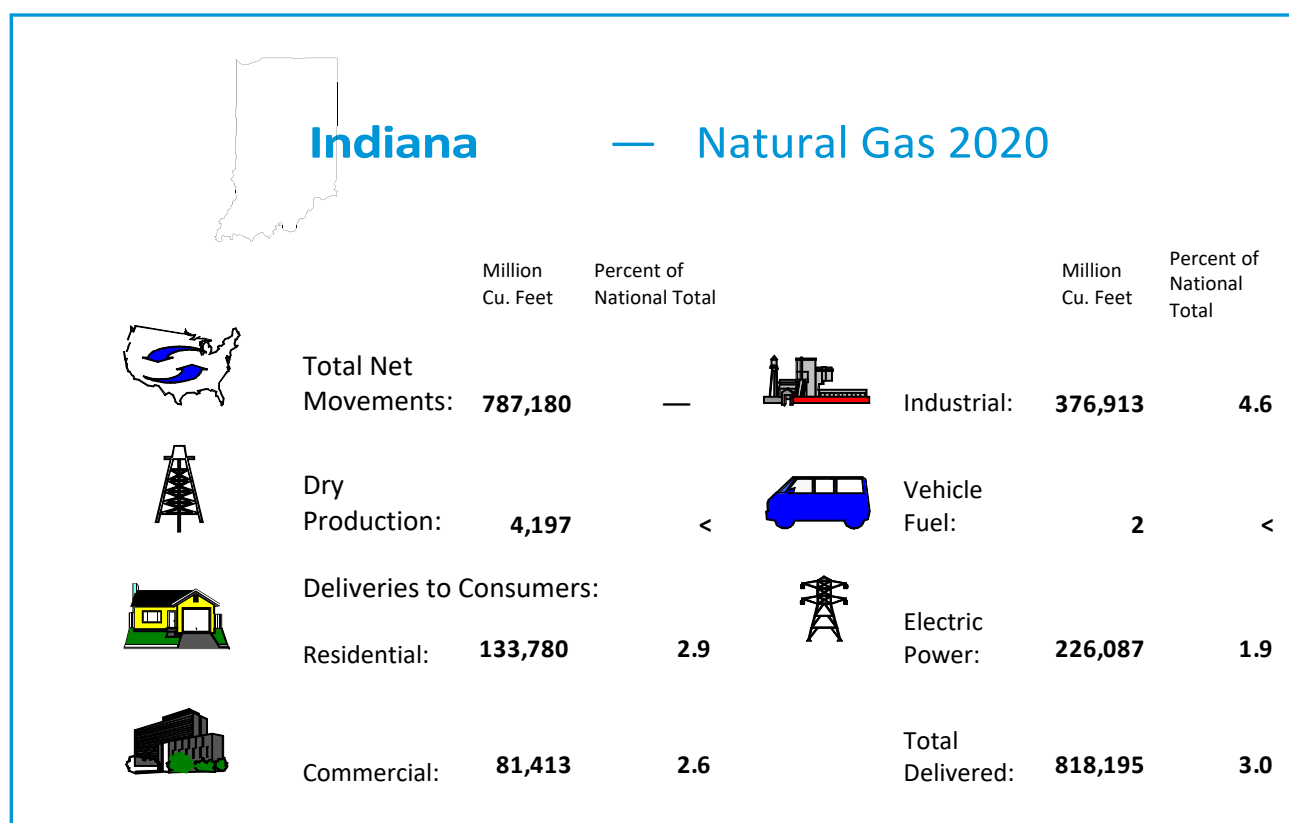 Indiana — Natural Gas 2020
Million
Cu. Feet
Percent of
National Total
Total Net
Movements: 787,180 —
Dry
Production: 4,197 <
Deliveries to Consumers:
Residential: 133,780 2.9
Commercial: 81,413 2.6
Million
Cu. Feet
Percent of
National
Total
Industrial: 376,913 4.6
Vehicle
Fuel: 2 <
Electric
Power: 226,087 1.9
Total
Delivered: 818,195 3.0